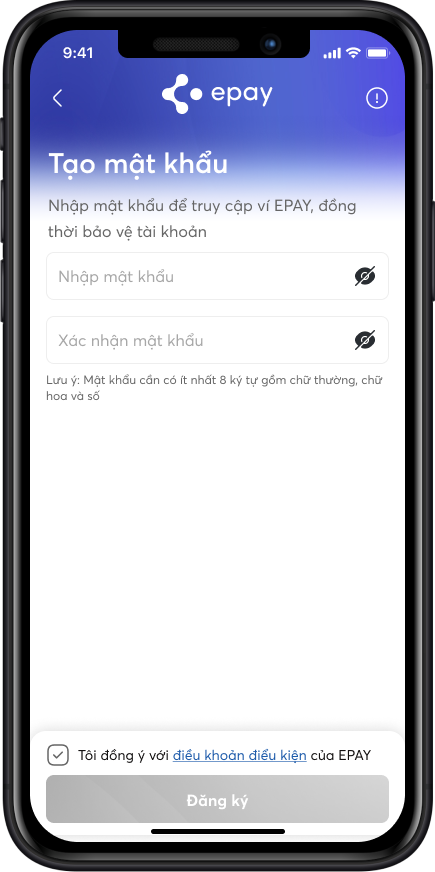 9:41
epay
Tạo mật khẩu
Nhập mật khẩu để truy cập ví EPAY, đồng
thời bảo vệ tài khoản
Nhập mật khẩu
Xác nhận mật khẩu
Lưu ý: Mật khẩu cần có ít nhất 8 ký tự gồm chữ thường, chữ
hoa và số
Tôi đồng ý với điều khoản điều kiện của EPAY
Đăng ký